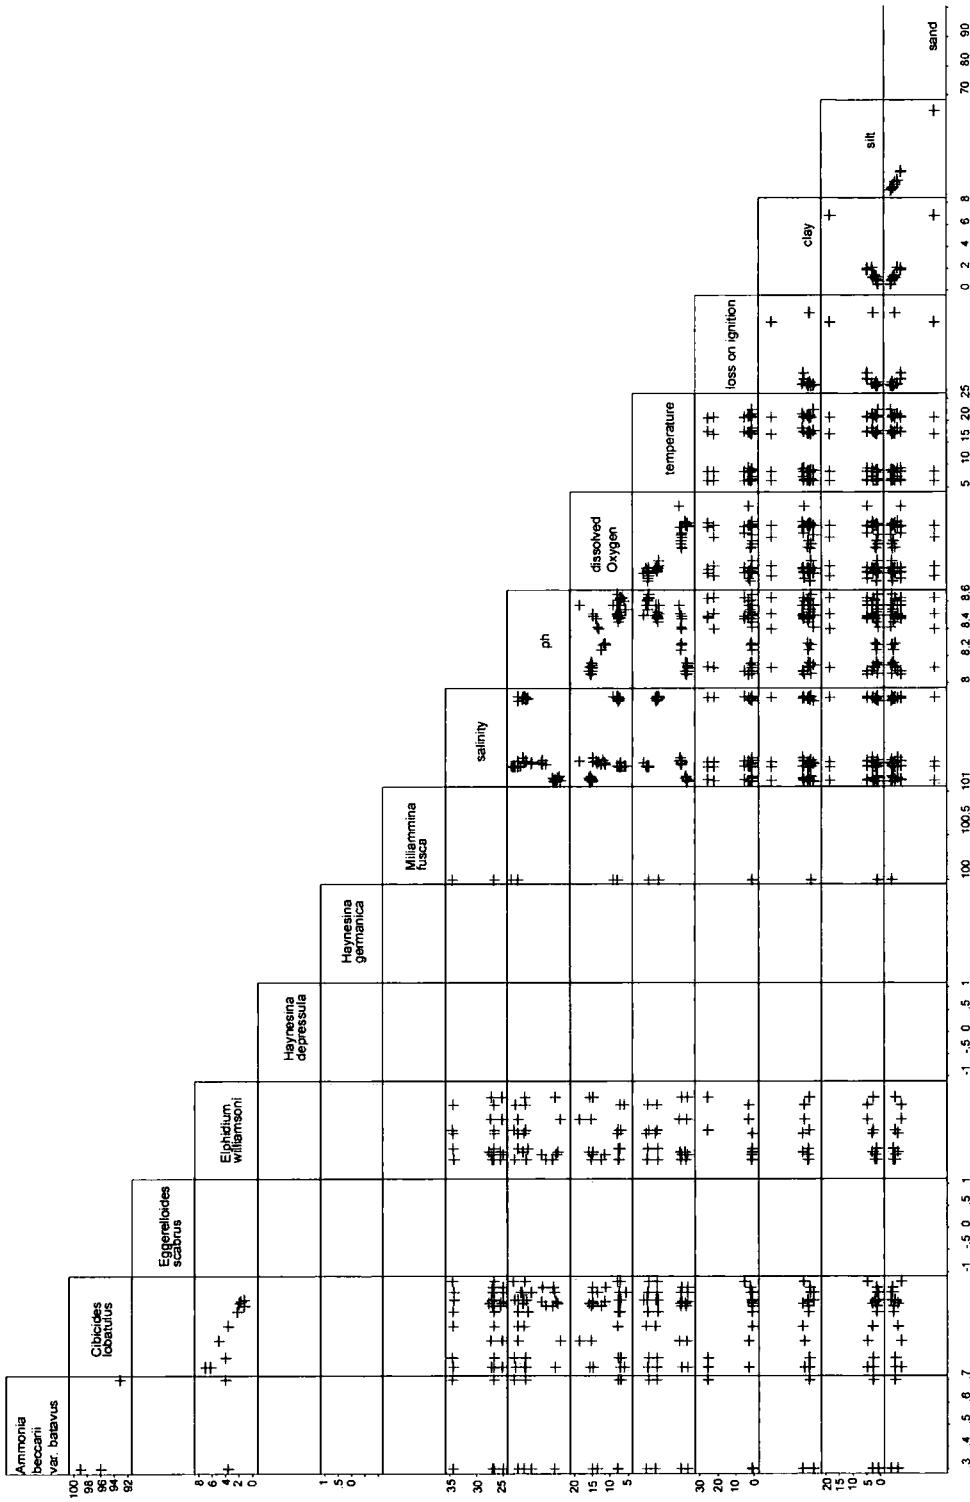 Ammonia
beccarii
var. batavus
Cibicides
lobatulus
Eggerelloides
scabrus
Elphidium
williamsoni
Haynesina
depressula
Haynesina
germanica
Miliammina
fusca
salinity
ph
dissolved
Oxygen
temperature
loss on ignition
clay
silt
sand
100
98
96
94
92
8
6
4
2
0
1
.5
0
35
30
25
20
15
10
5
30
20
10
0
20
15
10
5
0
.3 .4 .5 .6 .7
-1 -.5 0 .5 1
-1 -.5 0 .5 1
100 100.5 101
8 8.2 8.4 8.6
5 10 15 20 25
0 2 4 6 8
70 80 90